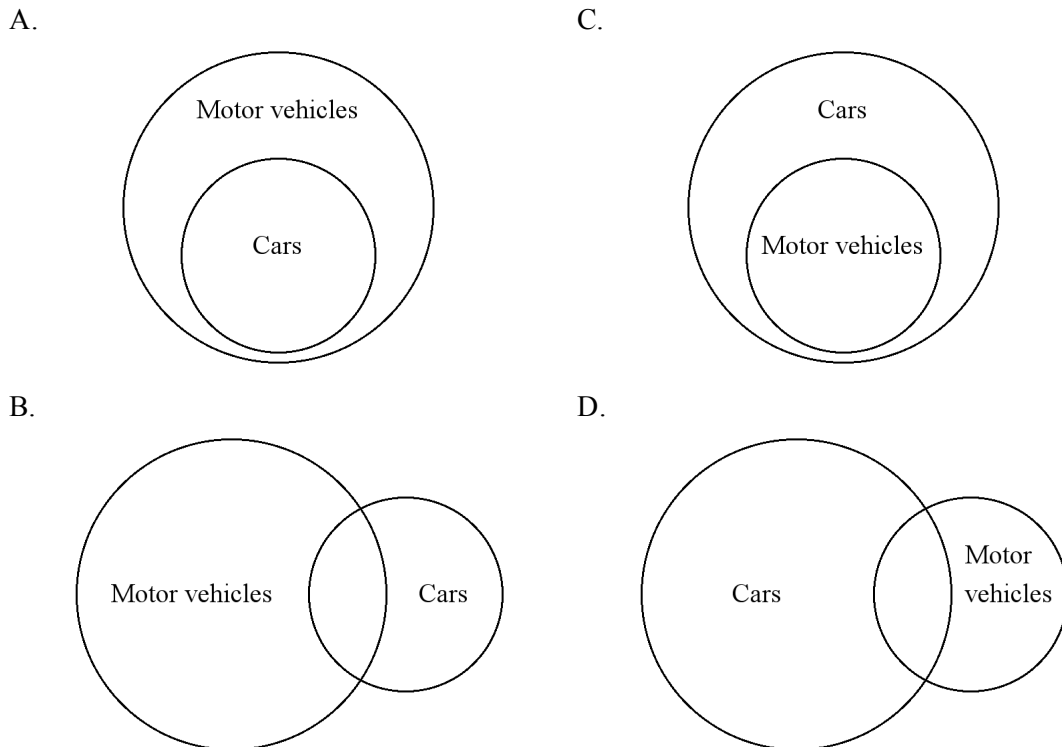 A.
Motor vehicles
Cars
C.
Cars
Motor vehicles
B.
Motor vehicles
Cars
D.
Cars
Motor
vehicles